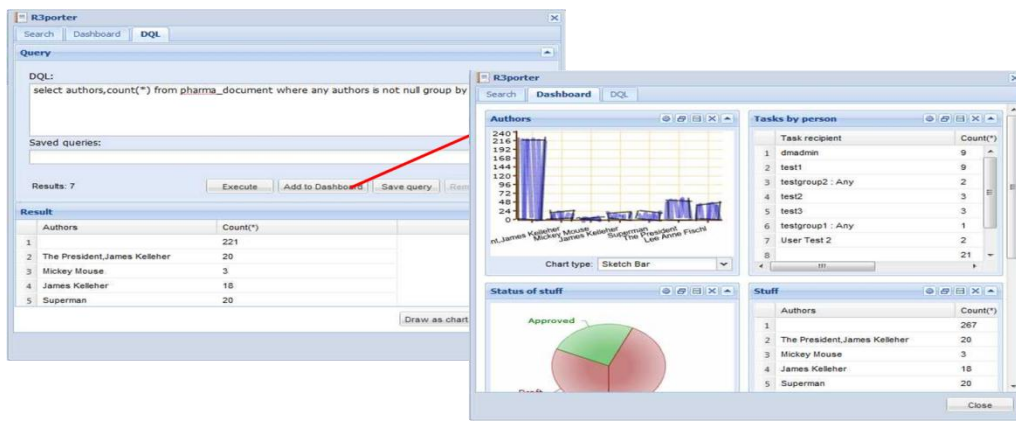 R3porter
Search Dashboard DQL
Query
DQL:
select authors,count(*) from pharma_document where any authors is not null group by
Saved queries:
Results: 7 Execute Add to Dashboard Save query
Result
Authors Count(*)
1 221
2 The President,James Kelleher 20
3 Mickey Mouse 3
4 James Kelleher 18
5 Superman 20
Draw as chart
R3porter
Search Dashboard DQL
Authors
240
216
192
168
144
120
96
72
48
24
0
nt,James Kelleher
Mickey Mouse
James Kelleher
Superman
The President
Lee Anne Fischl
Chart type: Sketch Bar
Tasks by person
Task recipient Count(*)
1 dmadmin 9
2 test1 9
3 testgroup2 : Any 2
4 test2 3
5 test3 3
6 testgroup1 : Any 1
7 User Test 2 2
8 21
Status of stuff
Approved
Stuff
Authors Count(*)
1 267
2 The President,James Kelleher 20
3 Mickey Mouse 3
4 James Kelleher 18
5 Superman 20
Close